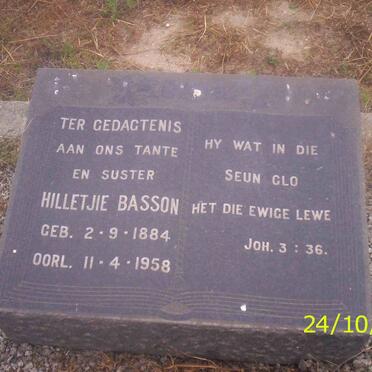 TER GEDAGTENIS
AAN ONS TANTE
EN SUSTER
HILLETJIE BASSON
GEB. 2·9·1884
OORL. 11·4·1958
HY WAT IN DIE
SEUN GLO
HET DIE EWIGE LEWE
JOH. 3 : 36.
24/10/